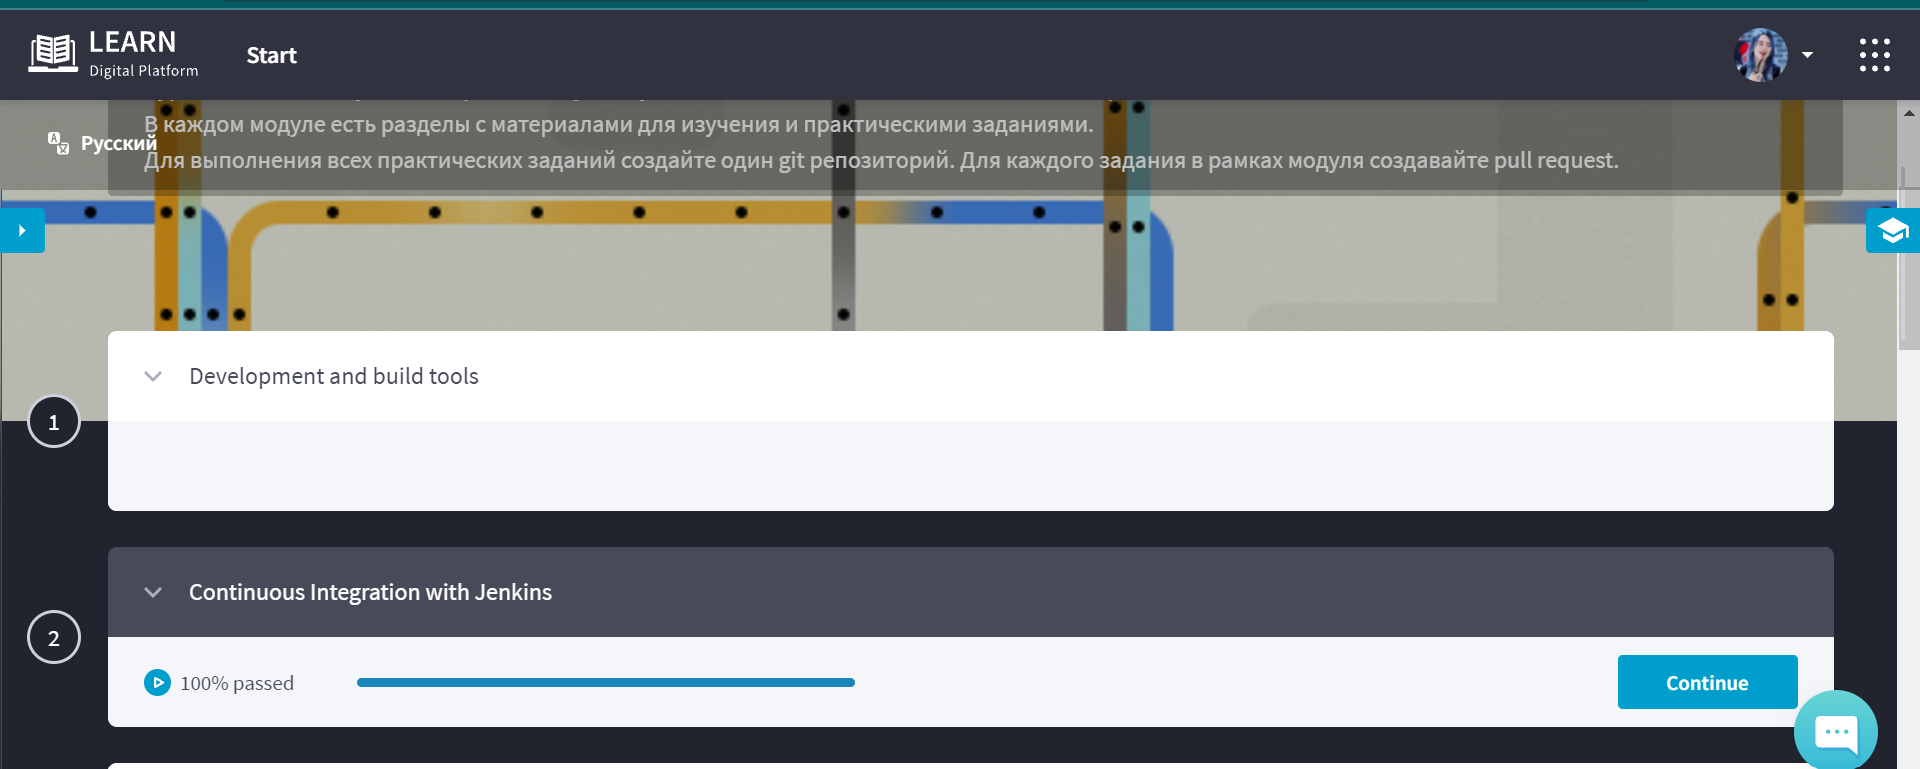 LEARN
Digital Platform
Start
В каждом модуле есть разделы с материалами для изучения и практическими заданиями.
Русский
Для выполнения всех практических заданий создайте один git репозиторий. Для каждого задания в рамках модуля создавайте pull request.
Development and build tools
1
Continuous Integration with Jenkins
2
100% passed
Continue